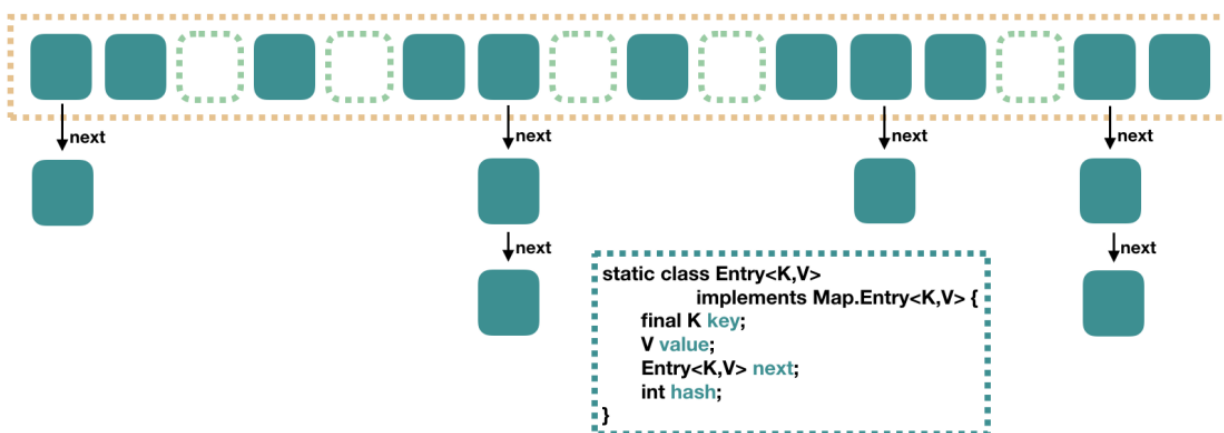 next
next
next
next
next
next
static class Entry<K,V>
implements Map.Entry<K,V> {
final K key;
V value;
Entry<K,V> next;
int hash;
}